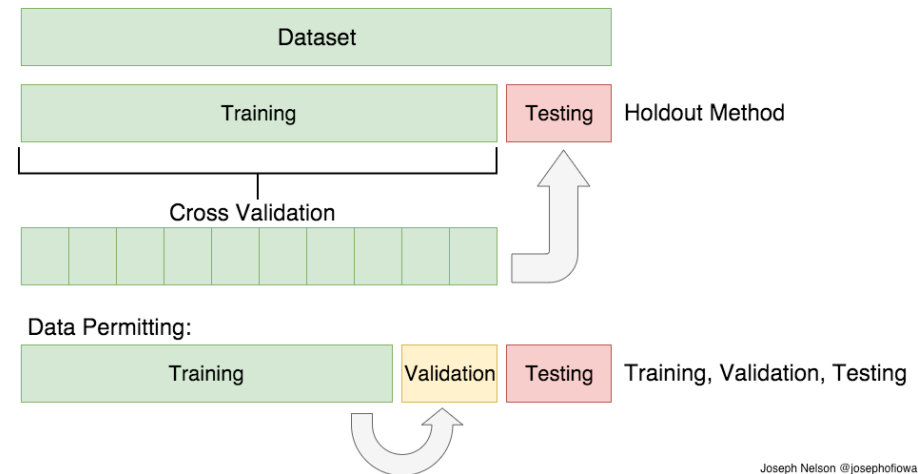 Dataset
Training
Testing
Holdout Method
Cross Validation
Data Permitting:
Training
Validation
Testing
Training, Validation, Testing
Joseph Nelson @josephofiowa